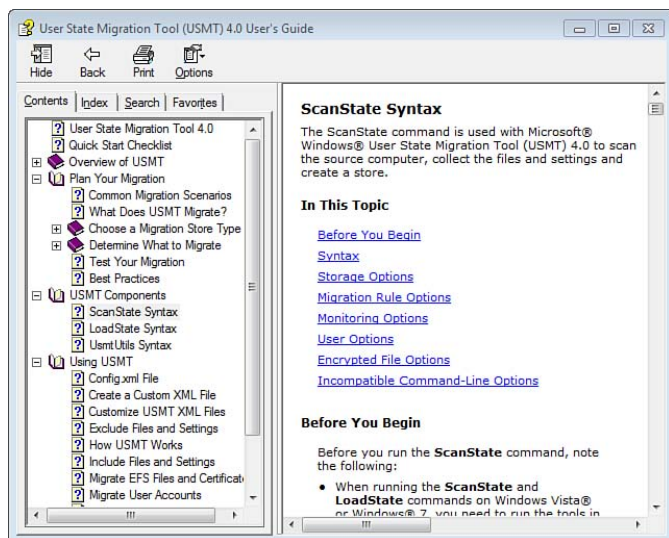 User State Migration Tool (USMT) 4.0 User's Guide
Hide Back Print Options
Contents Index Search Favorites
User State Migration Tool 4.0
Quick Start Checklist
Overview of USMT
Plan Your Migration
Common Migration Scenarios
What Does USMT Migrate?
Choose a Migration Store Type
Determine What to Migrate
Test Your Migration
Best Practices
USMT Components
ScanState Syntax
LoadState Syntax
UsmtUtils Syntax
Using USMT
Config.xml File
Create a Custom XML File
Customize USMT XML Files
Exclude Files and Settings
How USMT Works
Include Files and Settings
Migrate EFS Files and Certificat
Migrate User Accounts
ScanState Syntax
The ScanState command is used with Microsoft®
Windows® User State Migration Tool (USMT) 4.0 to scan
the source computer, collect the files and settings and
create a store.
In This Topic
Before You Begin
Syntax
Storage Options
Migration Rule Options
Monitoring Options
User Options
Encrypted File Options
Incompatible Command-Line Options
Before You Begin
Before you run the ScanState command, note
the following:
• When running the ScanState and
LoadState commands on Windows Vista®
or Windows® 7, you need to run the tools in